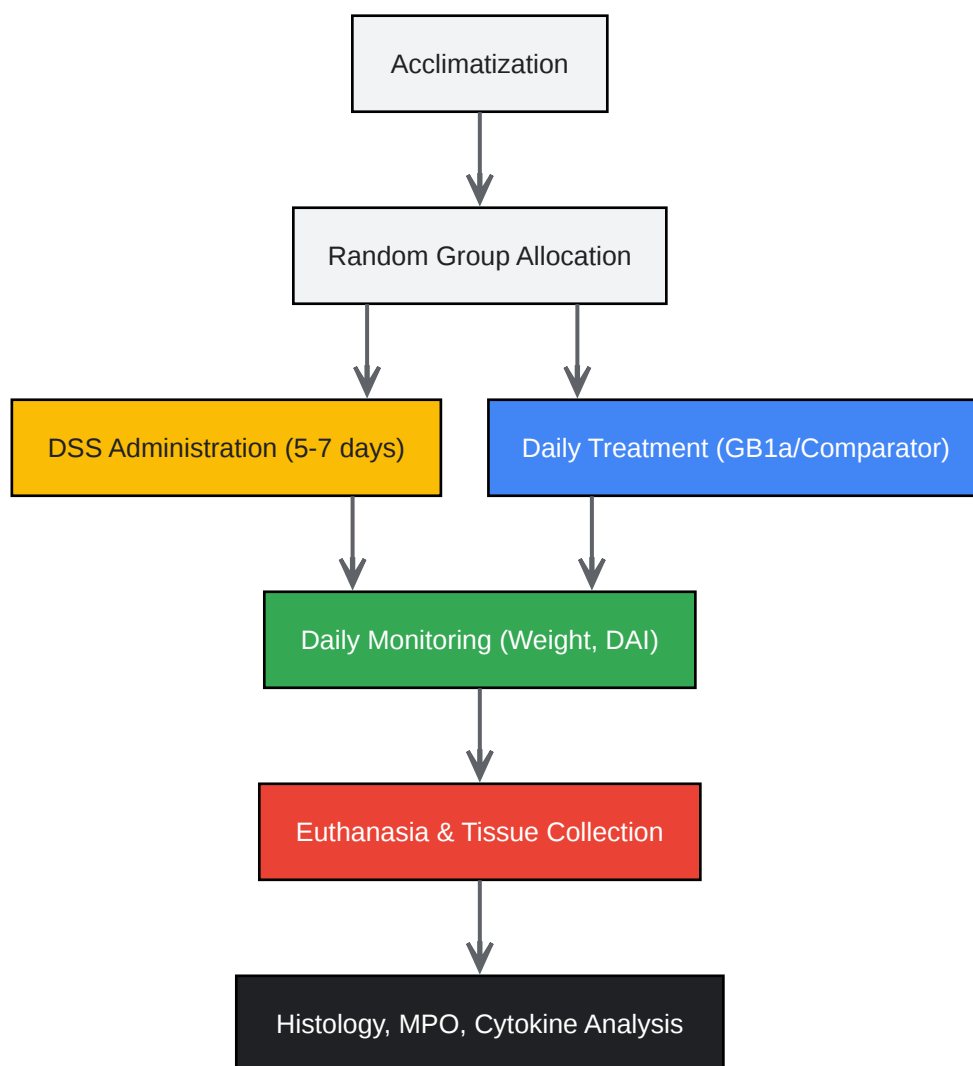 Acclimatization
Random Group Allocation
DSS Administration (5-7 days)
Daily Treatment (GB1a/Comparator)
Daily Monitoring (Weight, DAI)
Euthanasia & Tissue Collection
Histology, MPO, Cytokine Analysis